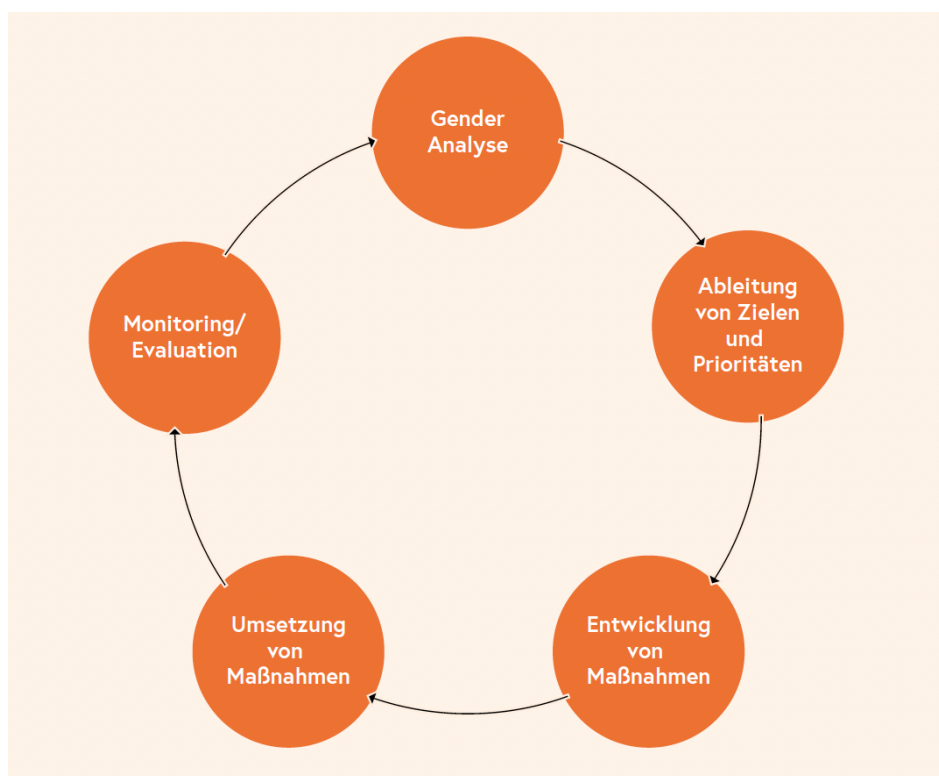 Gender
Analyse
Ableitung
von Zielen
und
Prioritäten
Entwicklung
von
Maßnahmen
Umsetzung
von
Maßnahmen
Monitoring/
Evaluation